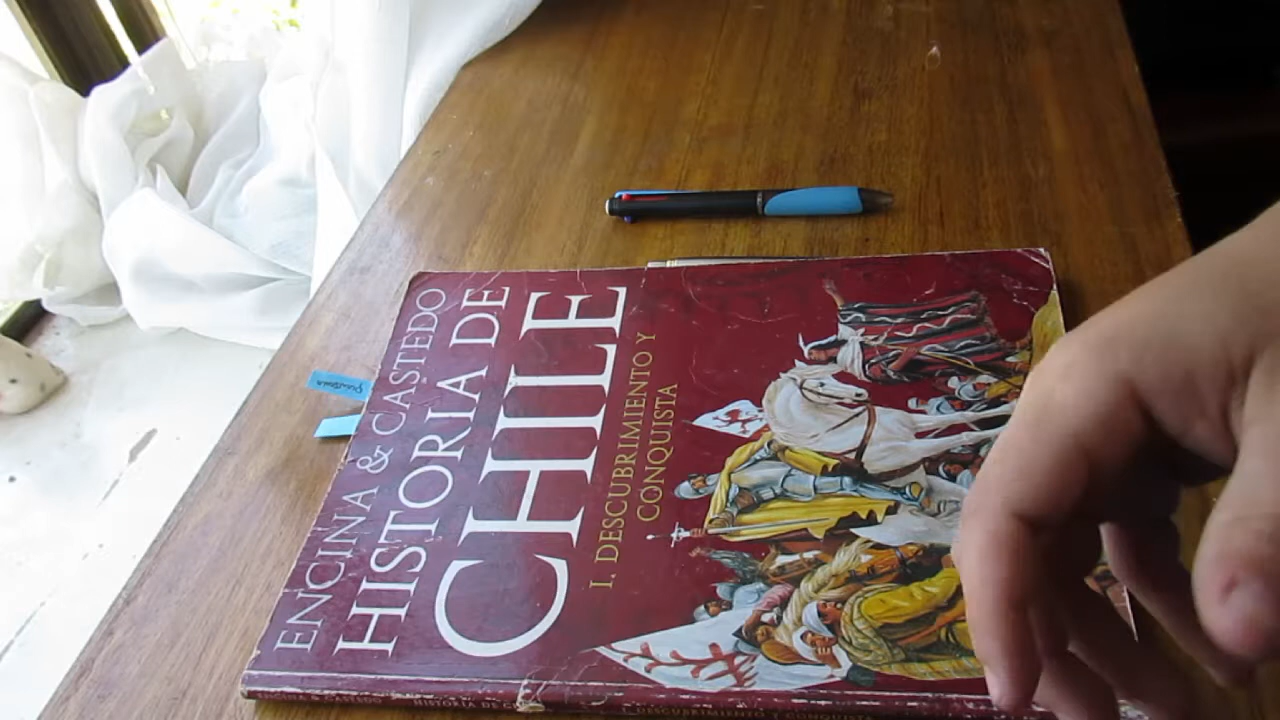 ENCINA & CASTEDO
HISTORIA DE
CHILE
I. DESCUBRIMIENTO Y
CONQUISTA